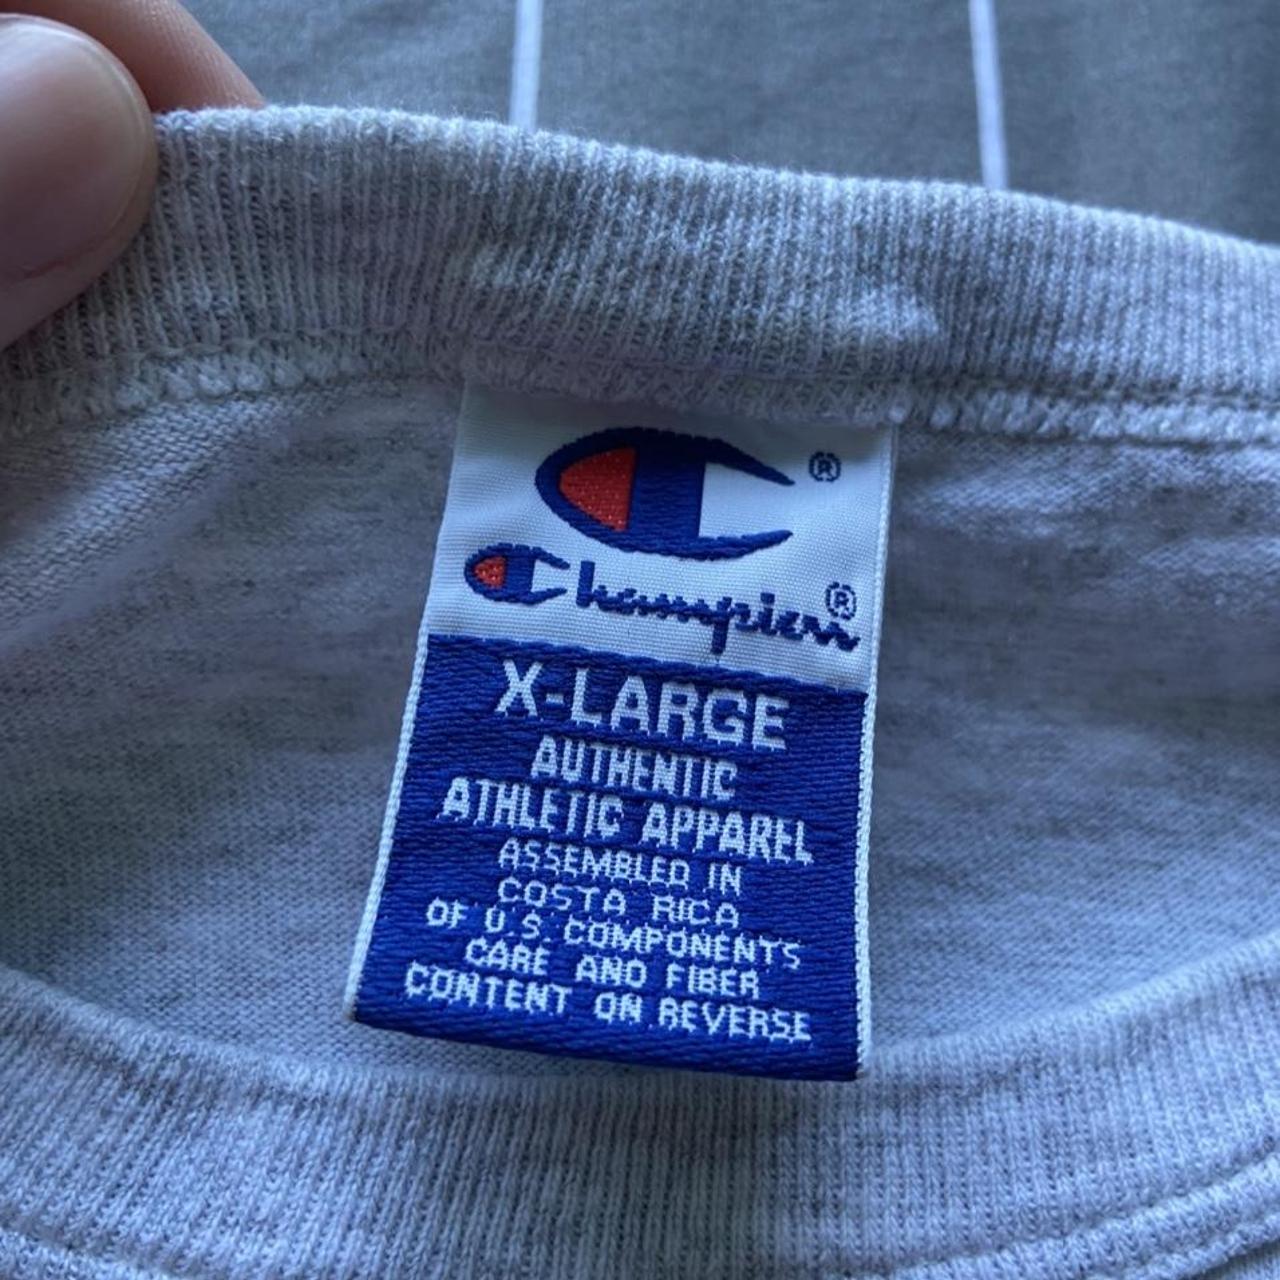 ®
Champion®
X-LARGE
AUTHENTIC
ATHLETIC APPAREL
ASSEMBLED IN
COSTA RICA
OF U.S. COMPONENTS
CARE AND FIBER
CONTENT ON REVERSE